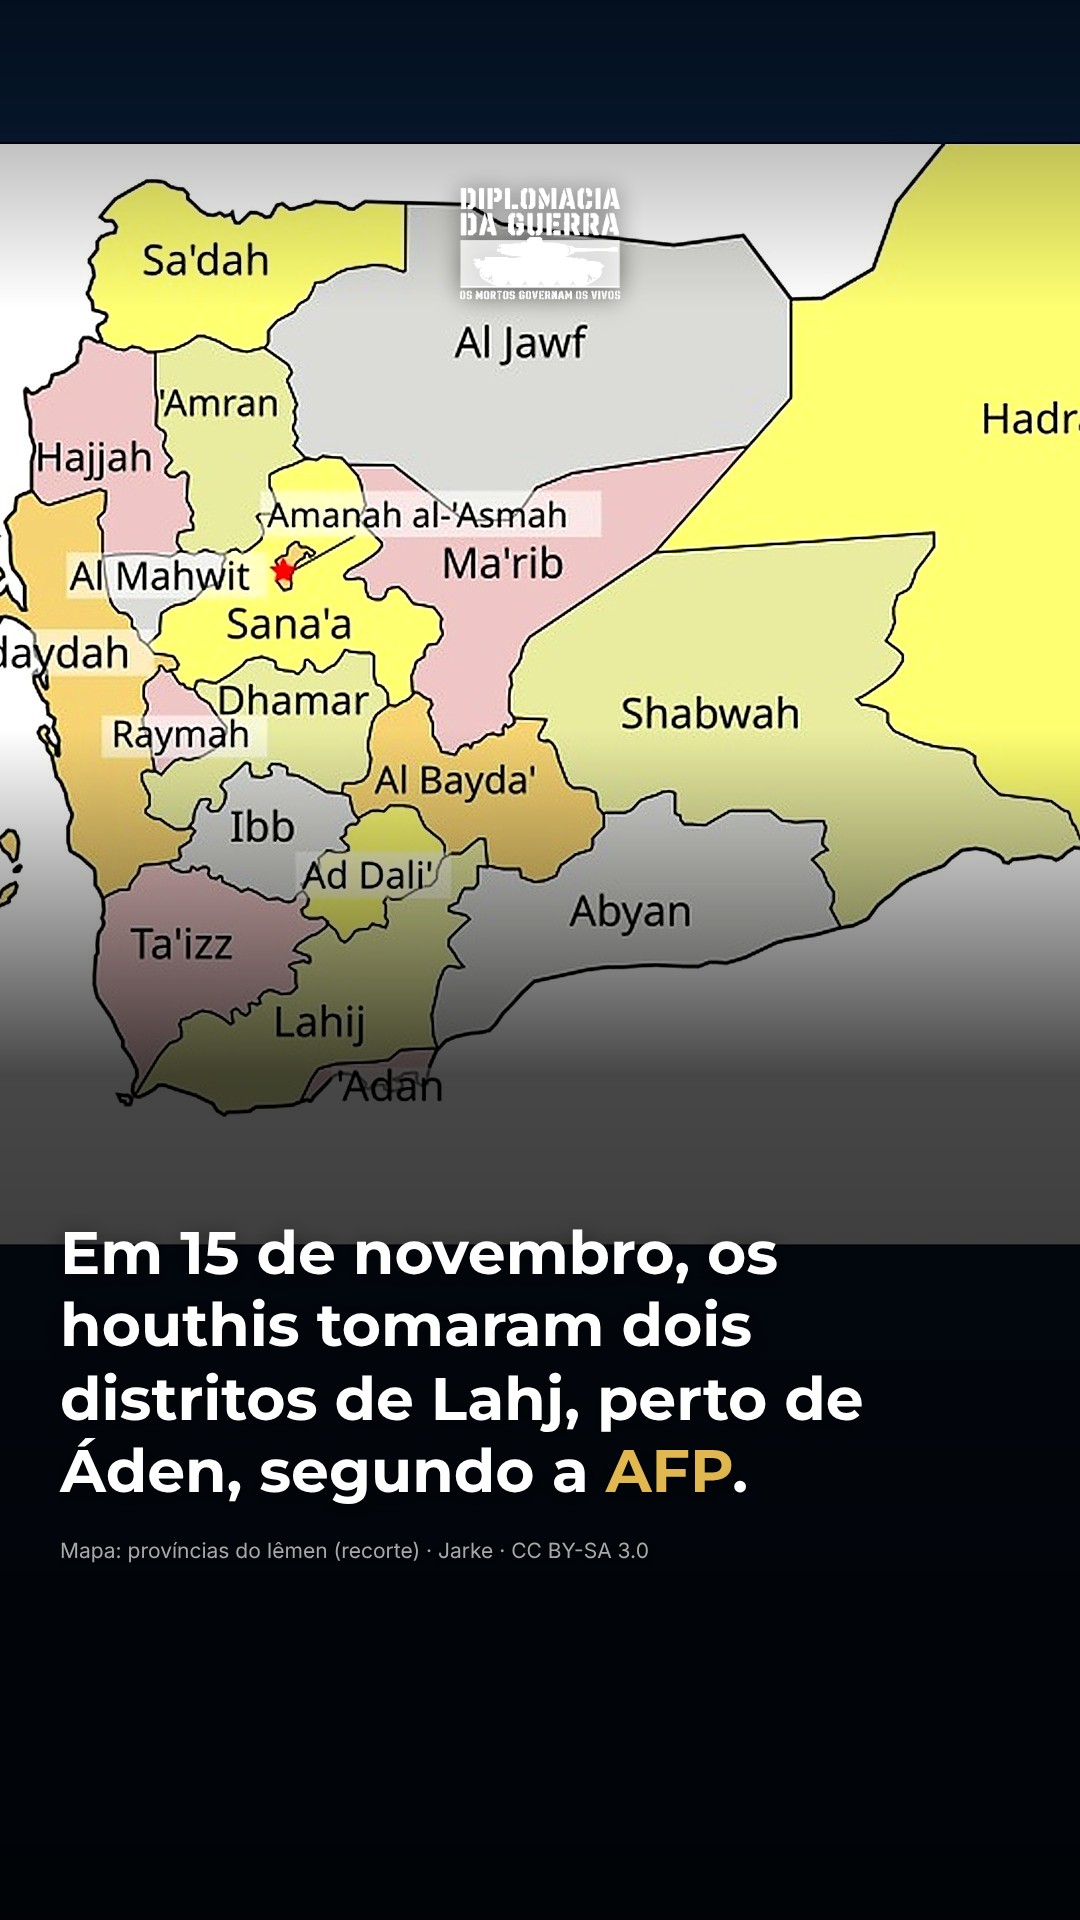 DIPLOMACIA
DA GUERRA
OS MORTOS GOVERNAM OS VIVOS
Sa'dah
Al Jawf
'Amran
Hadr
Hajjah
Amanah al-'Asmah
Ma'rib
Al Mahwit
Sana'a
daydah
Dhamar
Shabwah
Raymah
Al Bayda'
Ibb
Ad Dali'
Abyan
Ta'izz
Lahij
'Adan
Em 15 de novembro, os
houthis tomaram dois
distritos de Lahj, perto de
Áden, segundo a AFP.
Mapa: províncias do Iêmen (recorte) · Jarke · CC BY-SA 3.0